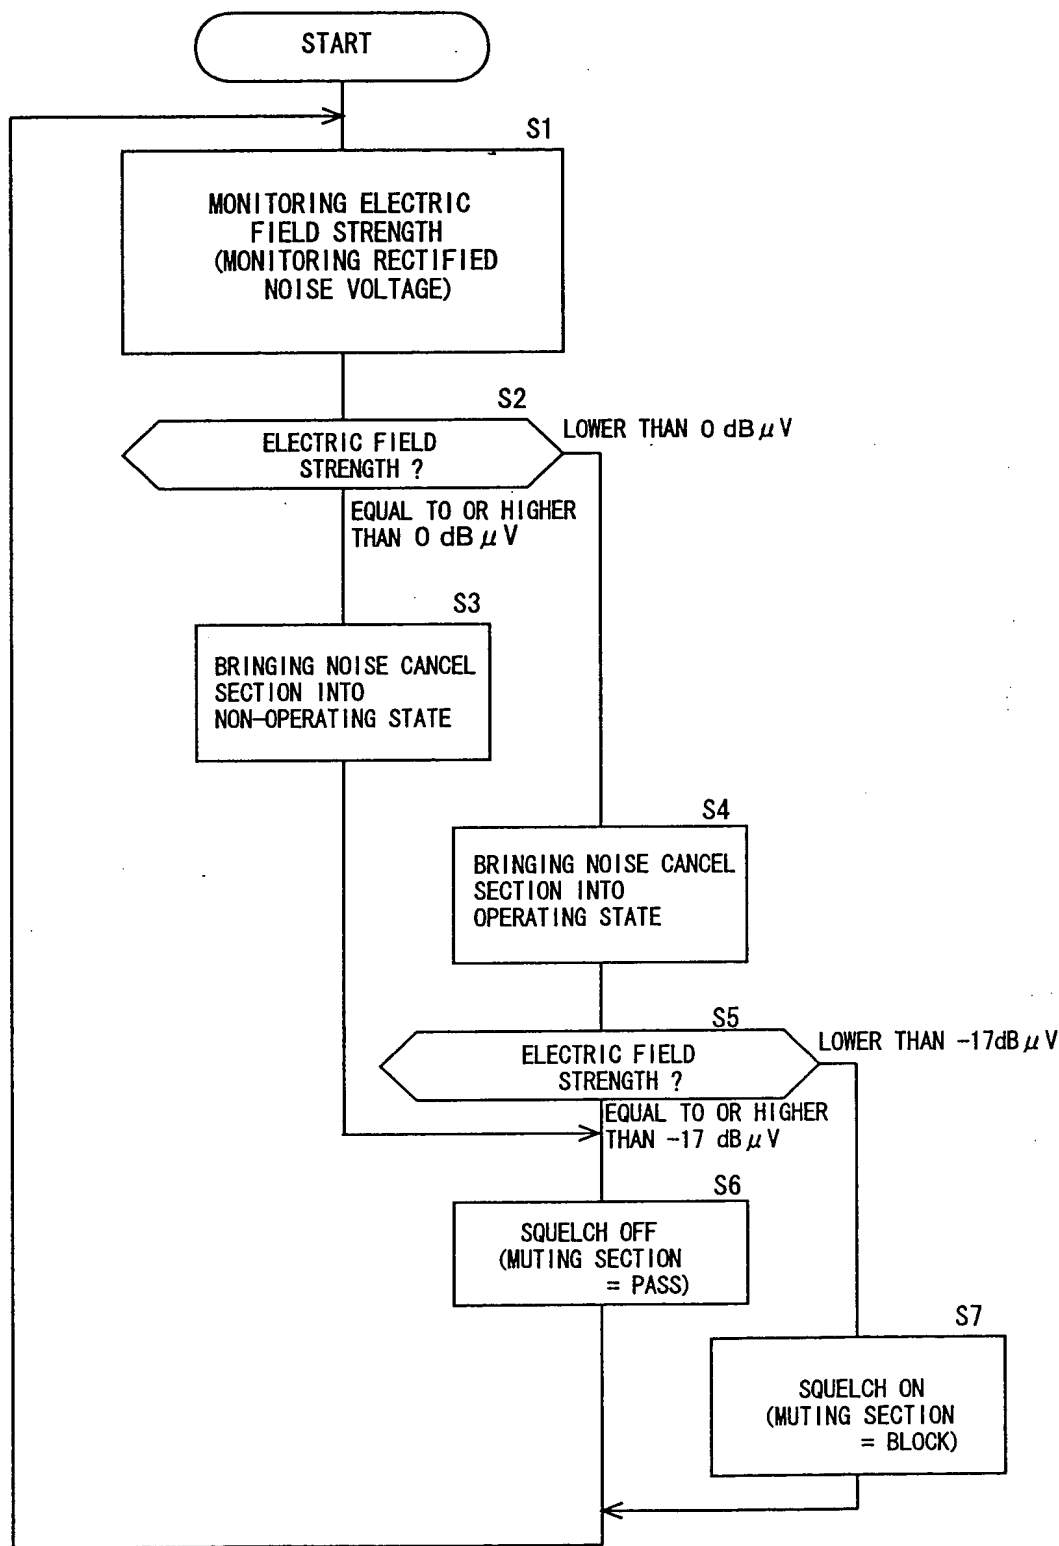 START
S1
MONITORING ELECTRIC
FIELD STRENGTH
(MONITORING RECTIFIED
NOISE VOLTAGE)
S2
LOWER THAN 0 dBμV
ELECTRIC FIELD
STRENGTH ?
EQUAL TO OR HIGHER
THAN 0 dBμV
S3
BRINGING NOISE CANCEL
SECTION INTO
NON-OPERATING STATE
S4
BRINGING NOISE CANCEL
SECTION INTO
OPERATING STATE
S5
LOWER THAN -17dBμV
ELECTRIC FIELD
STRENGTH ?
EQUAL TO OR HIGHER
THAN -17 dBμV
S6
SQUELCH OFF
(MUTING SECTION
= PASS)
S7
SQUELCH ON
(MUTING SECTION
= BLOCK)